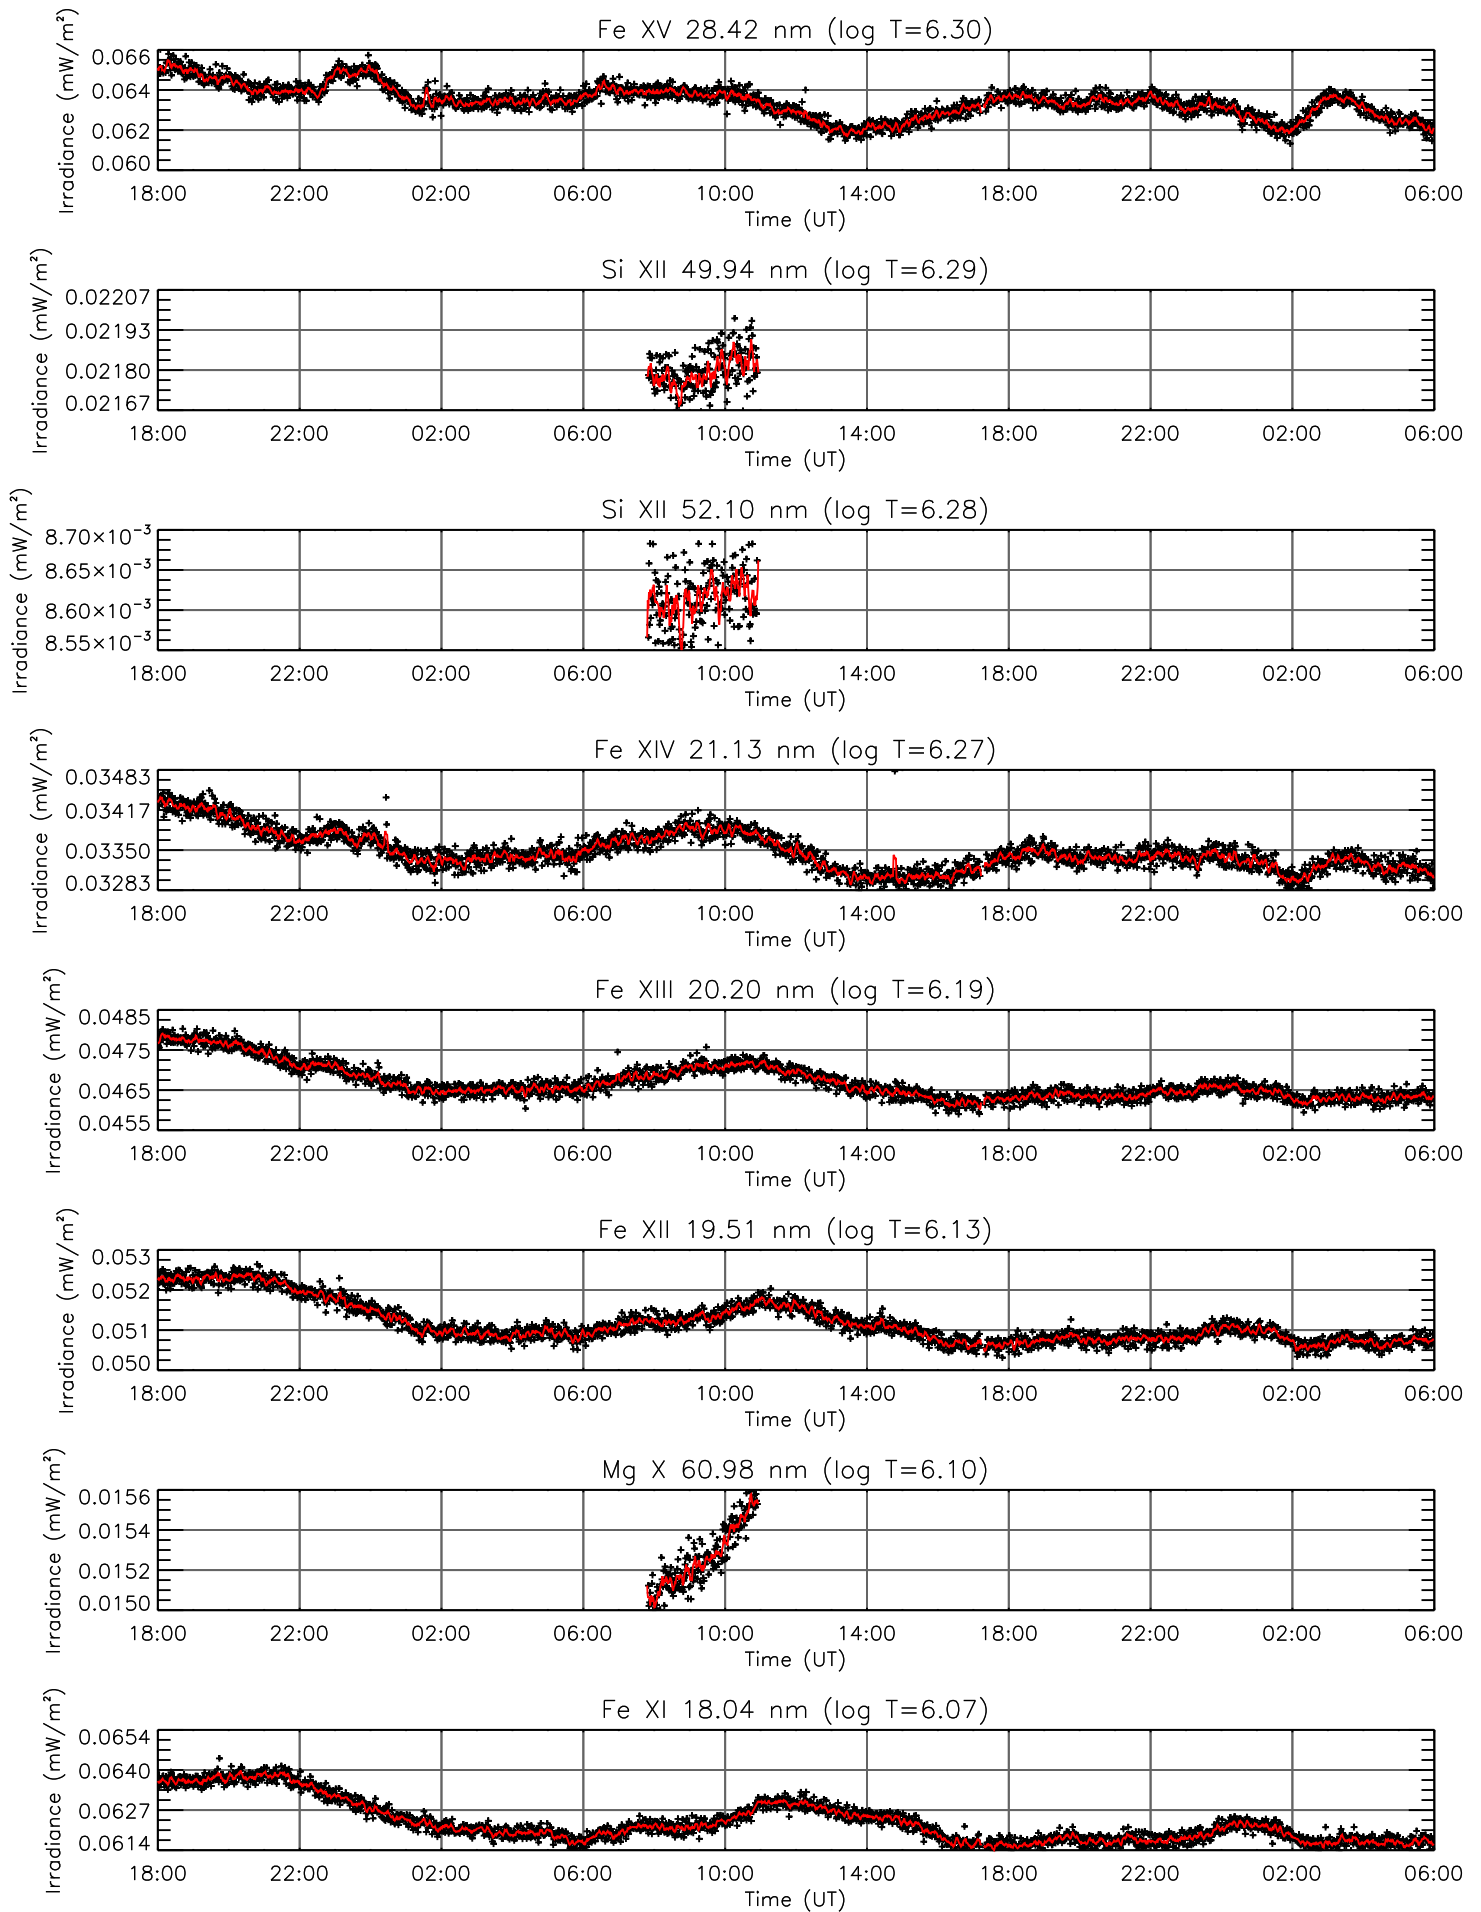 Fe XV 28.42 nm (log T=6.30)
Irradiance (mW/m²)
0.066
0.064
0.062
0.060
18:00 22:00 02:00 06:00 10:00 14:00 18:00 22:00 02:00 06:00
Time (UT)
Si XII 49.94 nm (log T=6.29)
Irradiance (mW/m²)
0.02207
0.02193
0.02180
0.02167
18:00 22:00 02:00 06:00 10:00 14:00 18:00 22:00 02:00 06:00
Time (UT)
Si XII 52.10 nm (log T=6.28)
Irradiance (mW/m²)
8.70×10⁻³
8.65×10⁻³
8.60×10⁻³
8.55×10⁻³
18:00 22:00 02:00 06:00 10:00 14:00 18:00 22:00 02:00 06:00
Time (UT)
Fe XIV 21.13 nm (log T=6.27)
Irradiance (mW/m²)
0.03483
0.03417
0.03350
0.03283
18:00 22:00 02:00 06:00 10:00 14:00 18:00 22:00 02:00 06:00
Time (UT)
Fe XIII 20.20 nm (log T=6.19)
Irradiance (mW/m²)
0.0485
0.0475
0.0465
0.0455
18:00 22:00 02:00 06:00 10:00 14:00 18:00 22:00 02:00 06:00
Time (UT)
Fe XII 19.51 nm (log T=6.13)
Irradiance (mW/m²)
0.053
0.052
0.051
0.050
18:00 22:00 02:00 06:00 10:00 14:00 18:00 22:00 02:00 06:00
Time (UT)
Mg X 60.98 nm (log T=6.10)
Irradiance (mW/m²)
0.0156
0.0154
0.0152
0.0150
18:00 22:00 02:00 06:00 10:00 14:00 18:00 22:00 02:00 06:00
Time (UT)
Fe XI 18.04 nm (log T=6.07)
Irradiance (mW/m²)
0.0654
0.0640
0.0627
0.0614
18:00 22:00 02:00 06:00 10:00 14:00 18:00 22:00 02:00 06:00
Time (UT)